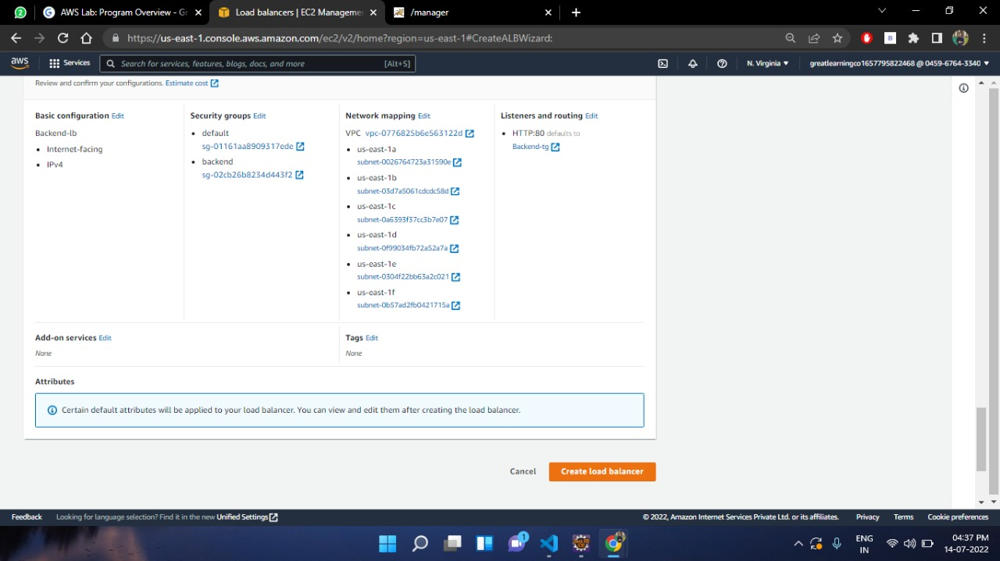 AWS Lab: Program Overview - Gr
Load balancers | EC2 Managemen
/manager
https://us-east-1.console.aws.amazon.com/ec2/v2/home?region=us-east-1#CreateALBWizard:
aws
Services
Search for services, features, blogs, docs, and more
[Alt+S]
N. Virginia
greatlearningco1657795822468 @ 0459-6764-3340
Review and confirm your configurations. Estimate cost
Basic configuration Edit
Backend-lb
• Internet-facing
• IPv4
Security groups Edit
• default
sg-01161aa8909317ede
• backend
sg-02cb26b8234d443f2
Network mapping Edit
VPC vpc-0776825b6e563122d
• us-east-1a
subnet-0026764723a31590e
• us-east-1b
subnet-03d7a5061cdcdc58d
• us-east-1c
subnet-0a6393f37cc3b7e07
• us-east-1d
subnet-0f99034fb72a52a7a
• us-east-1e
subnet-0304f22bb63a2c021
• us-east-1f
subnet-0b57ad2fb0421715a
Listeners and routing Edit
• HTTP:80 defaults to
Backend-tg
Add-on services Edit
None
Tags Edit
None
Attributes
Certain default attributes will be applied to your load balancer. You can view and edit them after creating the load balancer.
Cancel
Create load balancer
Feedback
Looking for language selection? Find it in the new Unified Settings
© 2022, Amazon Internet Services Private Ltd. or its affiliates.
Privacy
Terms
Cookie preferences
1
ENG
IN
04:37 PM
14-07-2022